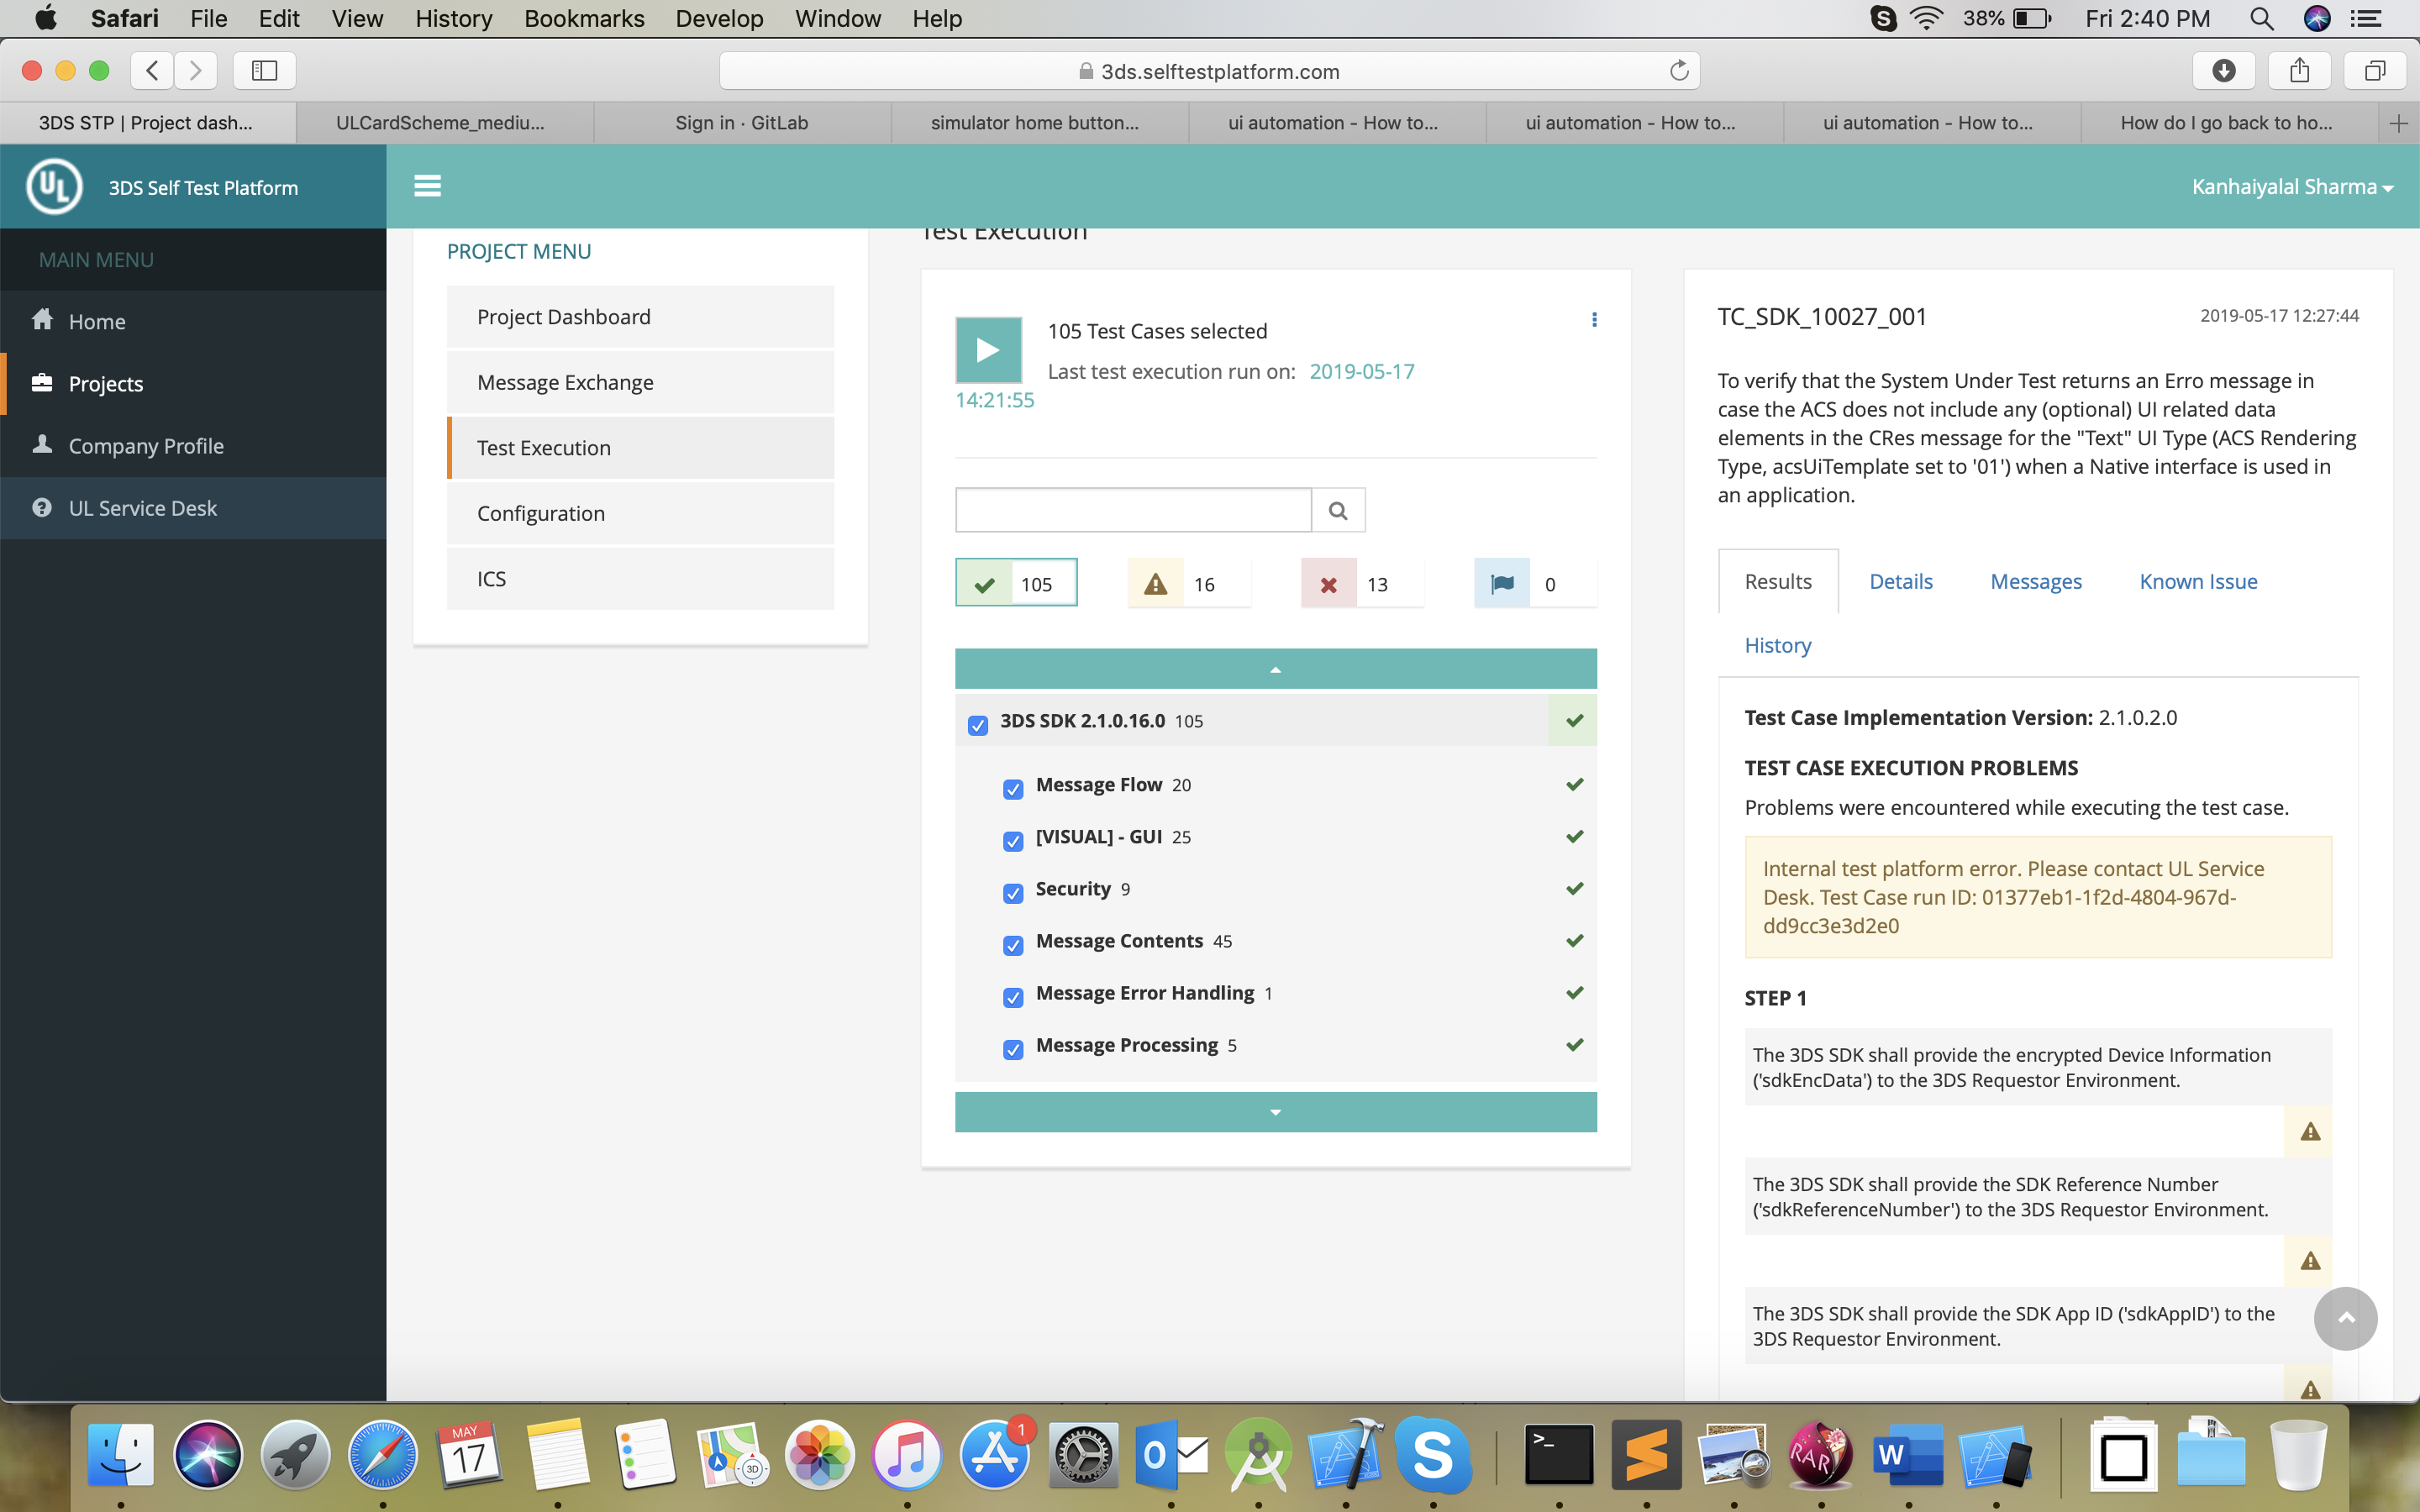 Safari File Edit View History Bookmarks Develop Window Help
S 38% Fri 2:40 PM
3ds.selftestplatform.com
3DS STP | Project dash...
ULCardScheme_mediu...
Sign in · GitLab
simulator home button...
ui automation - How to...
ui automation - How to...
ui automation - How to...
How do I go back to ho...
UL 3DS Self Test Platform
Kanhaiyalal Sharma
MAIN MENU
Home
Projects
Company Profile
UL Service Desk
PROJECT MENU
Project Dashboard
Message Exchange
Test Execution
Configuration
ICS
Test Execution
105 Test Cases selected
Last test execution run on: 2019-05-17
14:21:55
105
16
13
0
3DS SDK 2.1.0.16.0 105
Message Flow 20
[VISUAL] - GUI 25
Security 9
Message Contents 45
Message Error Handling 1
Message Processing 5
TC_SDK_10027_001
2019-05-17 12:27:44
To verify that the System Under Test returns an Erro message in
case the ACS does not include any (optional) UI related data
elements in the CRes message for the "Text" UI Type (ACS Rendering
Type, acsUiTemplate set to '01') when a Native interface is used in
an application.
Results
Details
Messages
Known Issue
History
Test Case Implementation Version: 2.1.0.2.0
TEST CASE EXECUTION PROBLEMS
Problems were encountered while executing the test case.
Internal test platform error. Please contact UL Service
Desk. Test Case run ID: 01377eb1-1f2d-4804-967d-
dd9cc3e3d2e0
STEP 1
The 3DS SDK shall provide the encrypted Device Information
('sdkEncData') to the 3DS Requestor Environment.
The 3DS SDK shall provide the SDK Reference Number
('sdkReferenceNumber') to the 3DS Requestor Environment.
The 3DS SDK shall provide the SDK App ID ('sdkAppID') to the
3DS Requestor Environment.
MAY
17
3D
1
O
S
>_
RAR
W